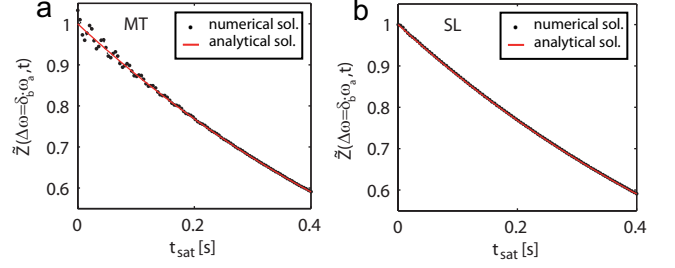 a
MT
numerical sol.
analytical sol.
1
0.9
0.8
0.7
0.6
Z̃(Δω=δb·ωa,t)
0
0.2
0.4
tsat [s]
b
SL
numerical sol.
analytical sol.
1
0.9
0.8
0.7
0.6
Z̃(Δω=δb·ωa,t)
0
0.2
0.4
tsat [s]